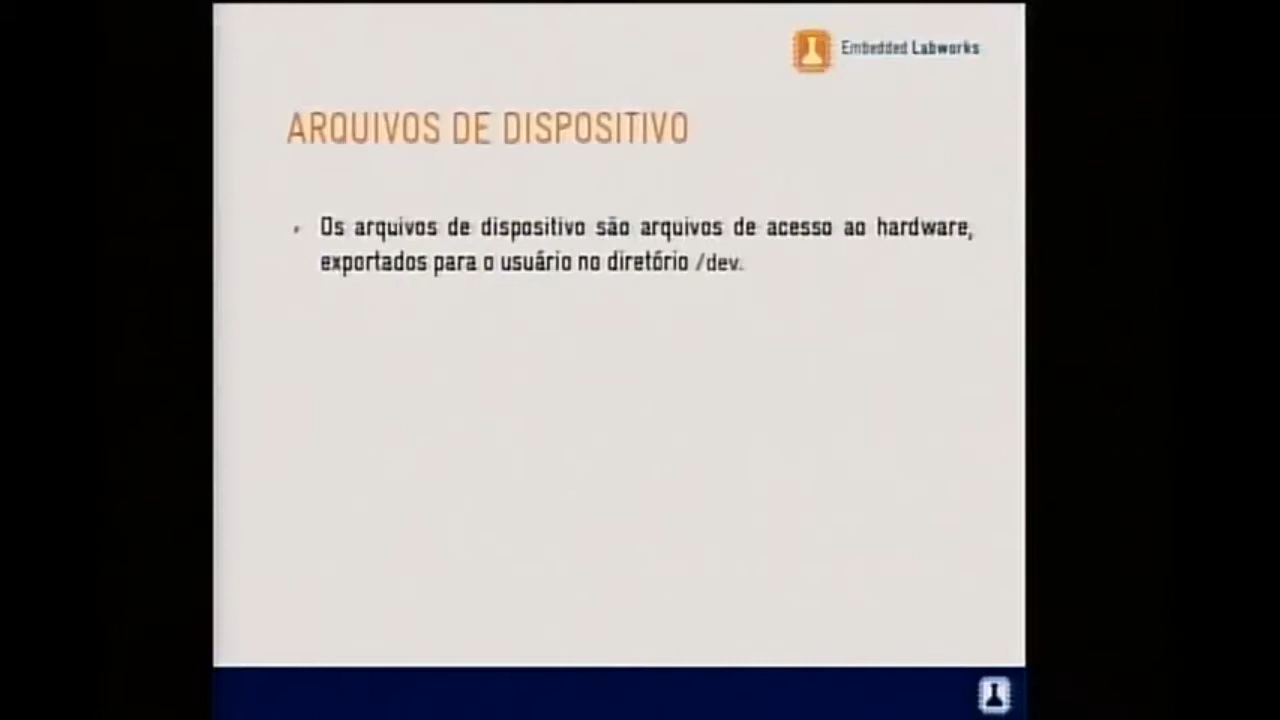 Embedded Labworks
ARQUIVOS DE DISPOSITIVO
Os arquivos de dispositivo são arquivos de acesso ao hardware,
exportados para o usuário no diretório /dev.